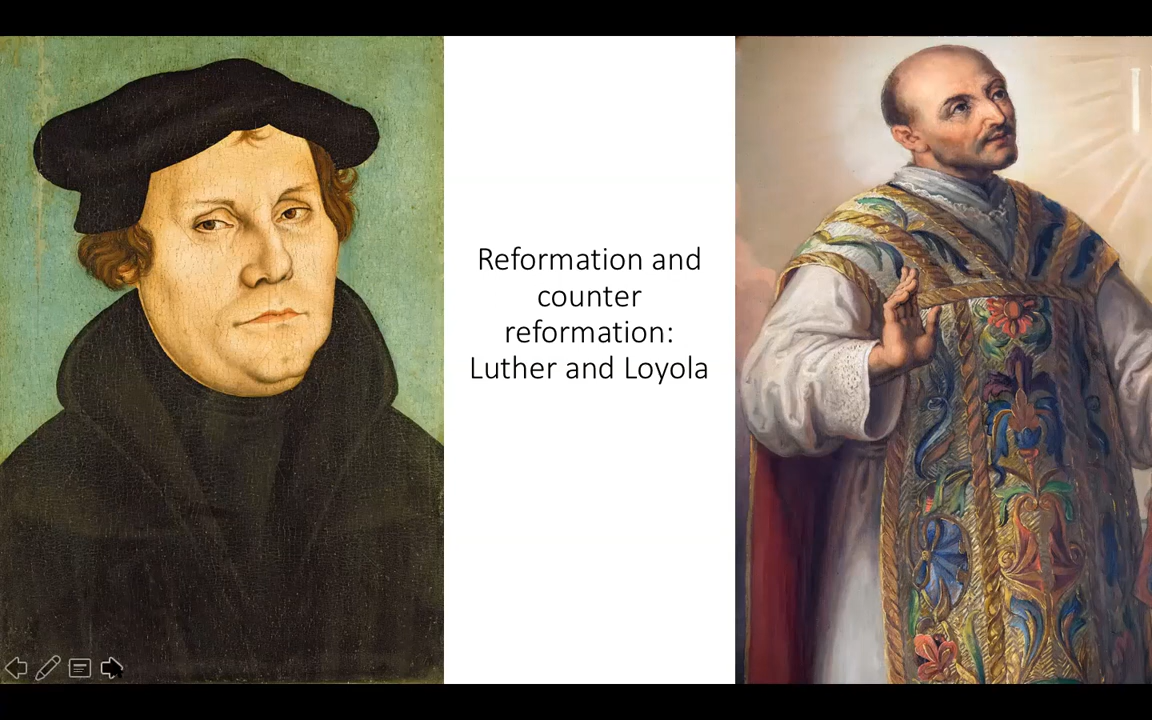 Reformation and
counter
reformation:
Luther and Loyola